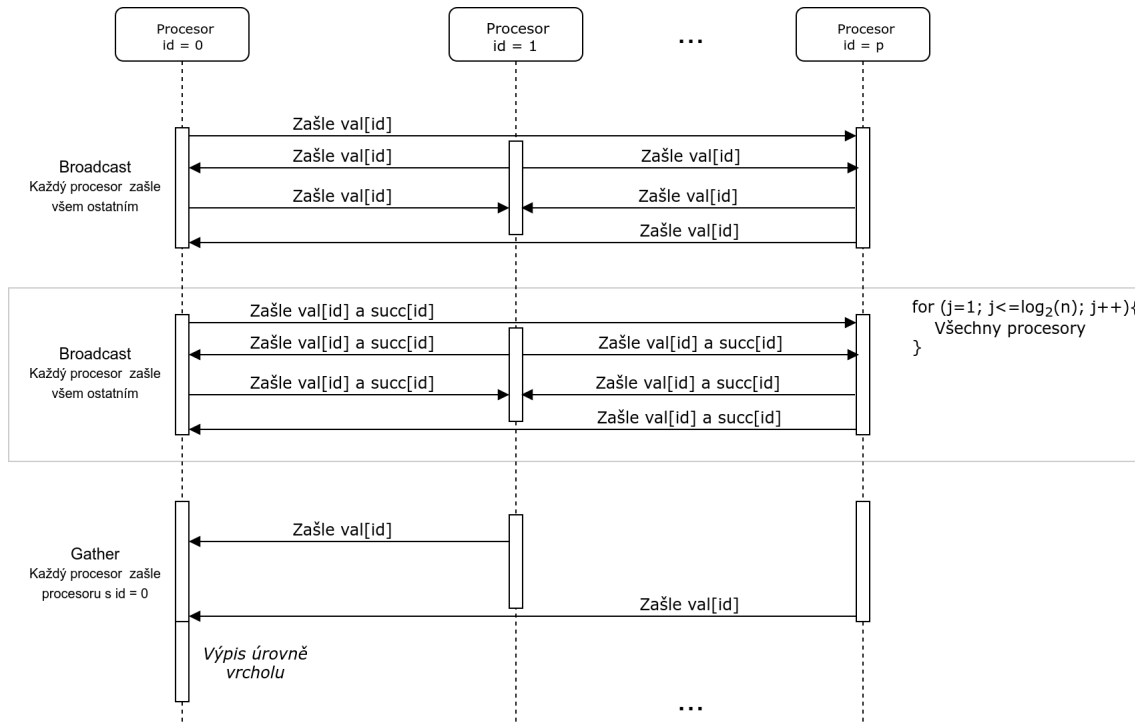 Procesor
id = 0
Procesor
id = 1
...
Procesor
id = p
Broadcast
Každý procesor zašle
všem ostatním
Zašle val[id]
Zašle val[id]
Zašle val[id]
Zašle val[id]
Zašle val[id]
Zašle val[id]
Broadcast
Každý procesor zašle
všem ostatním
Zašle val[id] a succ[id]
Zašle val[id] a succ[id]
Zašle val[id] a succ[id]
Zašle val[id] a succ[id]
Zašle val[id] a succ[id]
Zašle val[id] a succ[id]
for (j=1; j<=log₂(n); j++){
Všechny procesory
}
Gather
Každý procesor zašle
procesoru s id = 0
Zašle val[id]
Zašle val[id]
Výpis úrovně
vrcholu
...